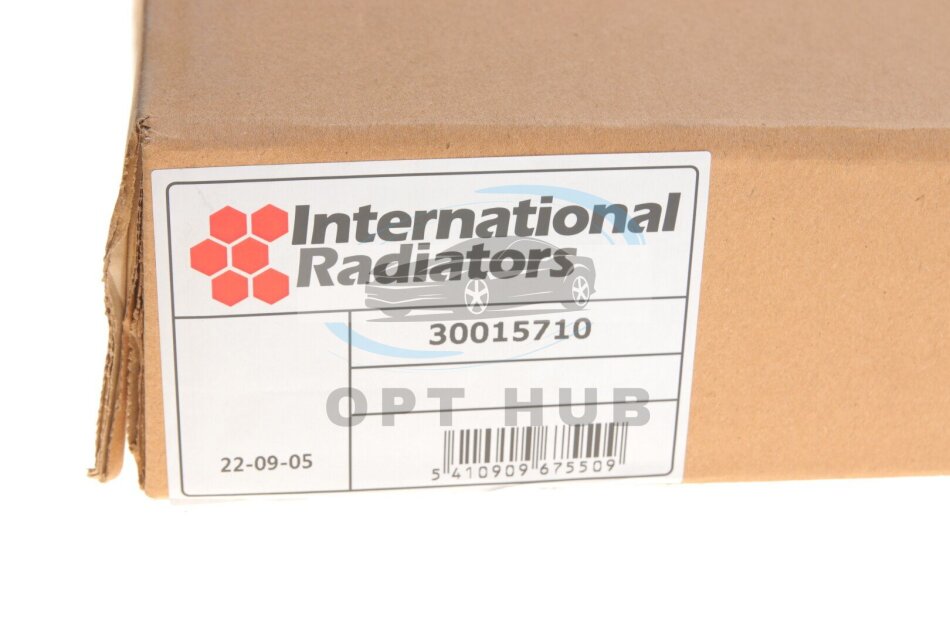 International
Radiators
30015710
OPT HUB
22-09-05
5 410909 675509